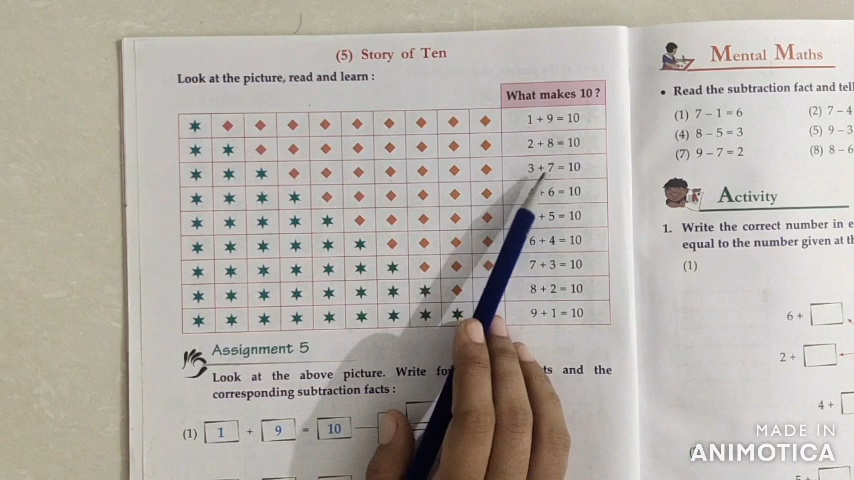 (5) Story of Ten
Look at the picture, read and learn :
What makes 10 ?
1 + 9 = 10
2 + 8 = 10
3 + 7 = 10
+ 6 = 10
+ 5 = 10
6 + 4 = 10
7 + 3 = 10
8 + 2 = 10
9 + 1 = 10
Assignment 5
Look at the above picture. Write and the
corresponding subtraction facts :
(1) 1 + 9 = 10
Mental Maths
• Read the subtraction fact and tell
(1) 7 – 1 = 6 (2) 7 – 4
(4) 8 – 5 = 3 (5) 9 – 3
(7) 9 – 7 = 2 (8) 8 – 6
Activity
1. Write the correct number in
equal to the number given at
(1)
6 +
2 +
4 +
5 +
MADE IN
ANIMOTICA